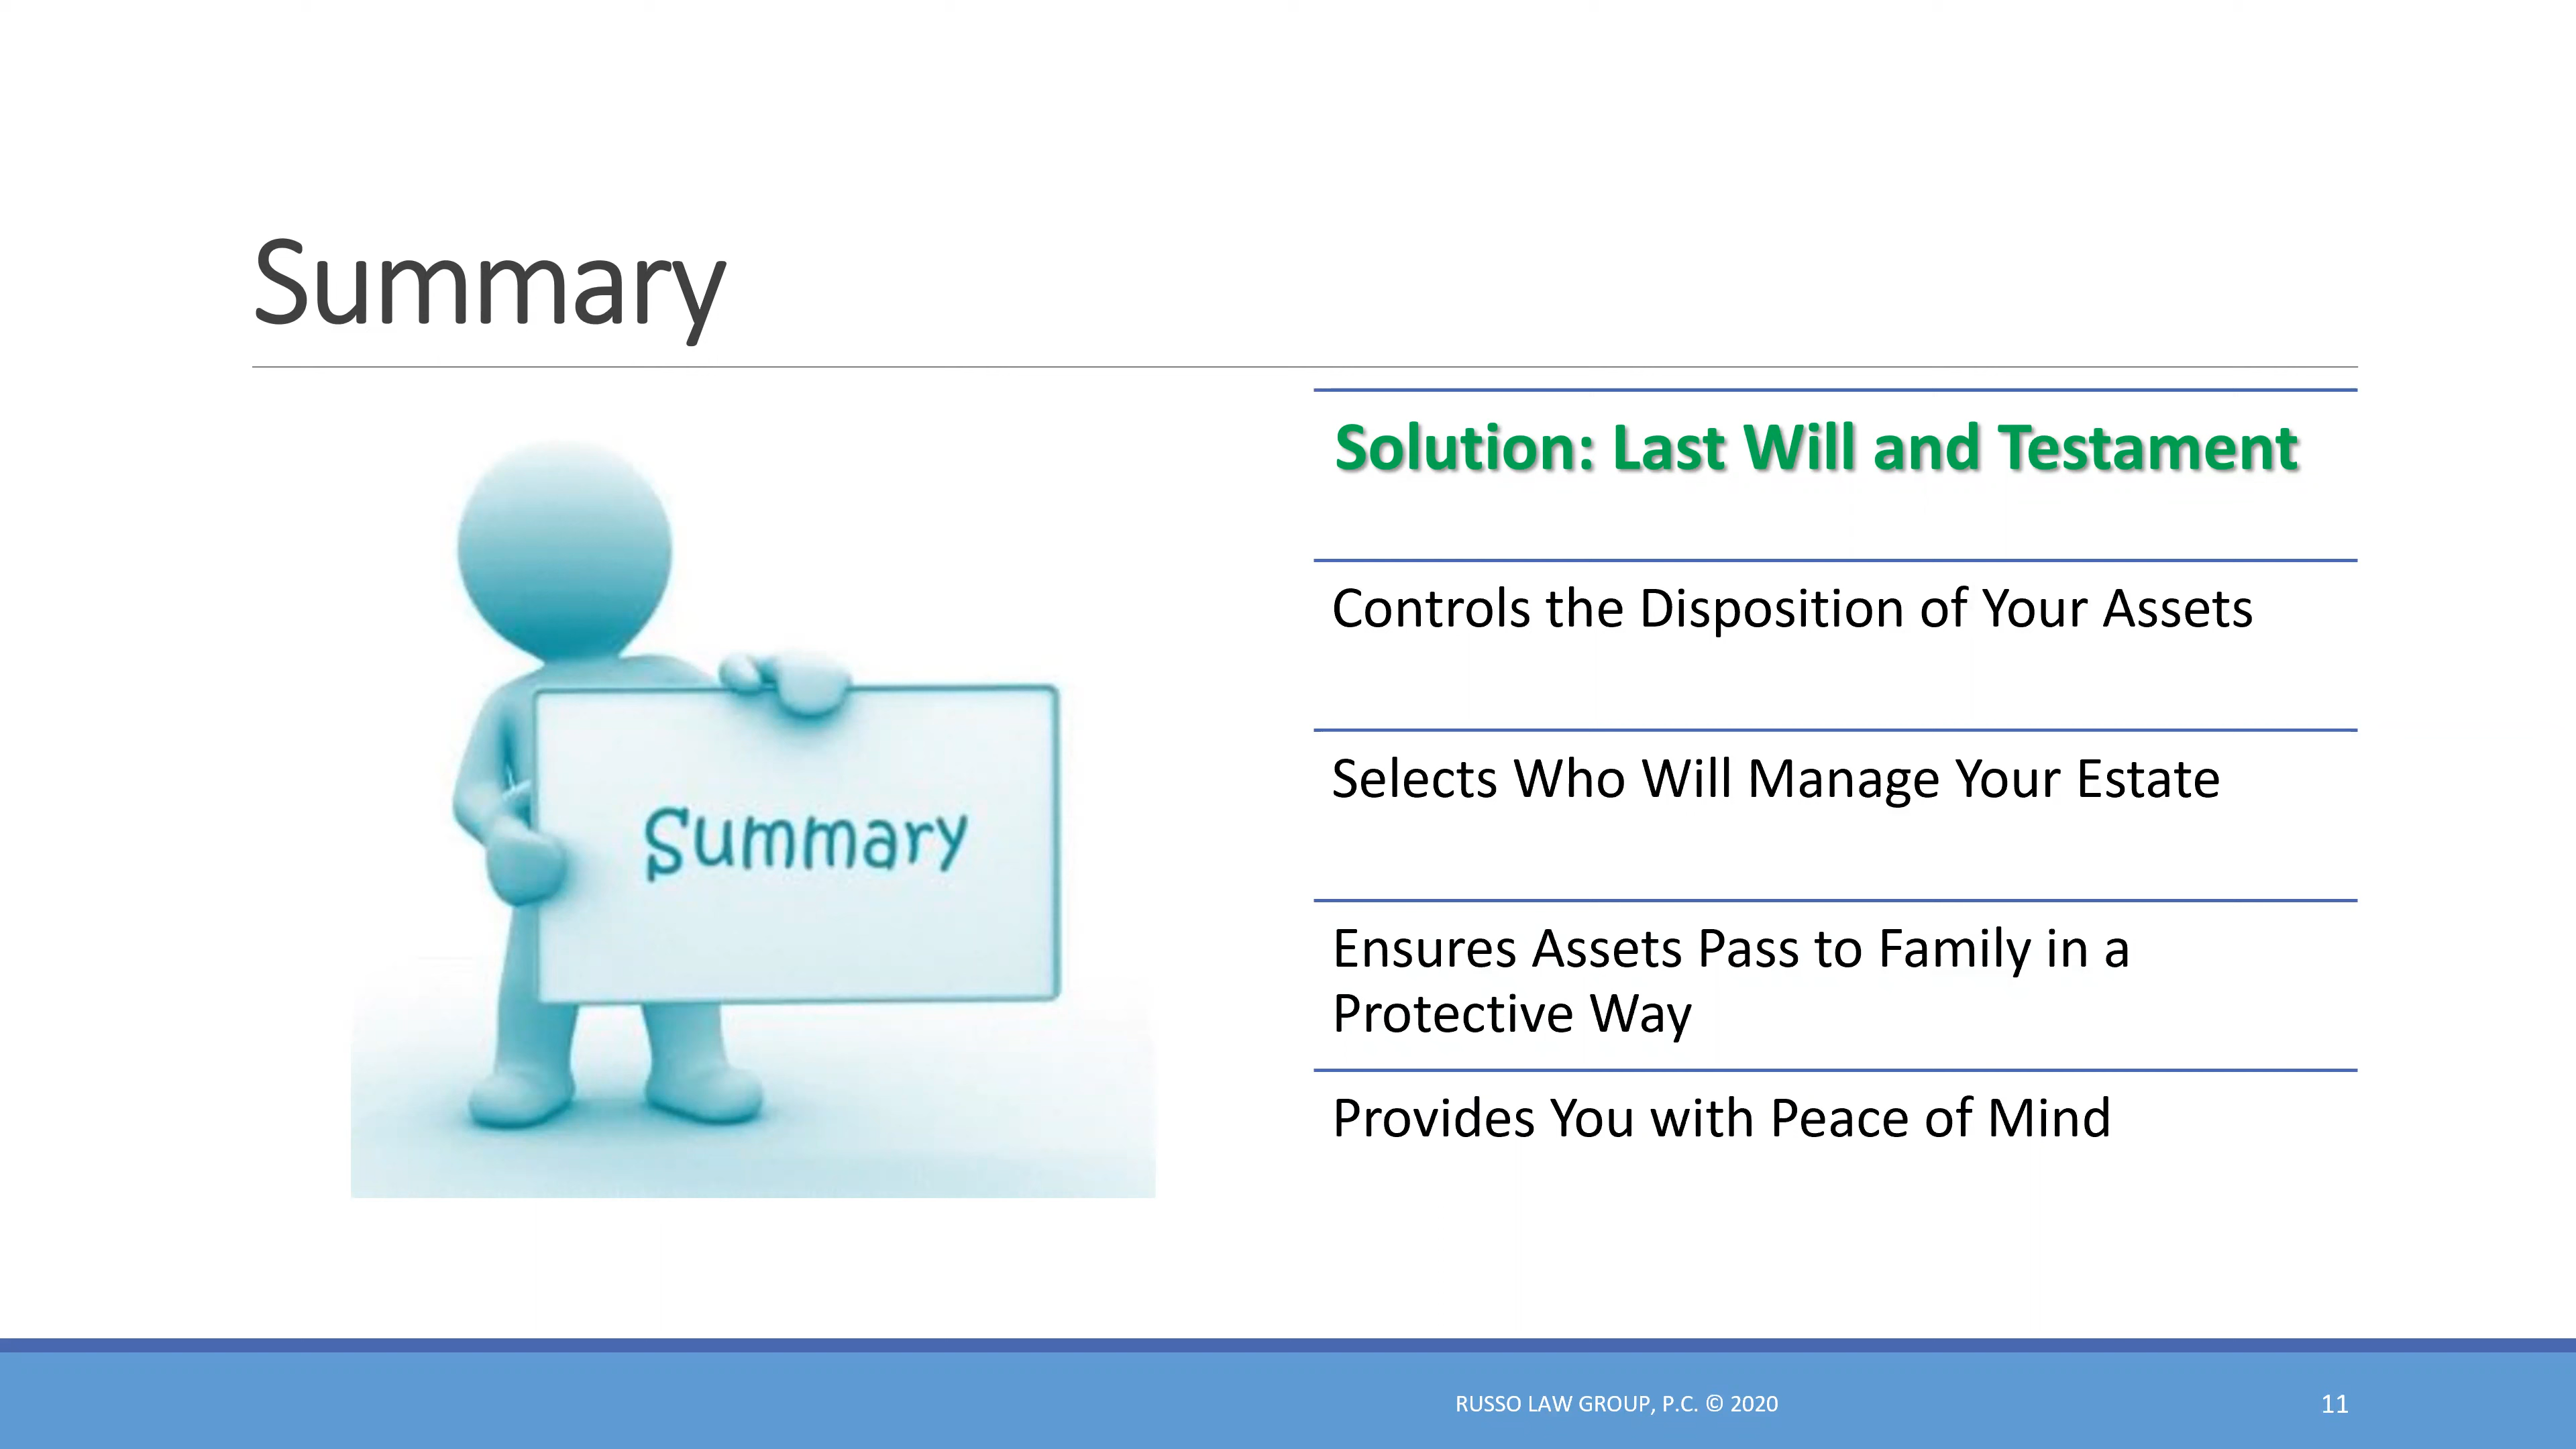 Summary
Summary
Solution: Last Will and Testament
Controls the Disposition of Your Assets
Selects Who Will Manage Your Estate
Ensures Assets Pass to Family in a
Protective Way
Provides You with Peace of Mind
RUSSO LAW GROUP, P.C. © 2020
11